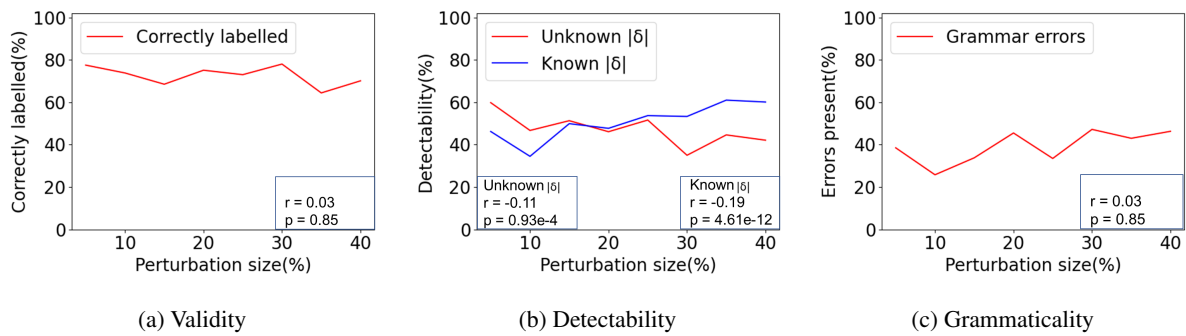 100
80
60
40
20
0
Correctly labelled(%)
Correctly labelled
r = 0.03
p = 0.85
10 20 30 40
Perturbation size(%)
(a) Validity
100
80
60
40
20
0
Detectability(%)
Unknown |δ|
Known |δ|
Unknown |δ|
r = -0.11
p = 0.93e-4
Known |δ|
r = -0.19
p = 4.61e-12
10 20 30 40
Perturbation size(%)
(b) Detectability
100
80
60
40
20
0
Errors present(%)
Grammar errors
r = 0.03
p = 0.85
10 20 30 40
Perturbation size(%)
(c) Grammaticality